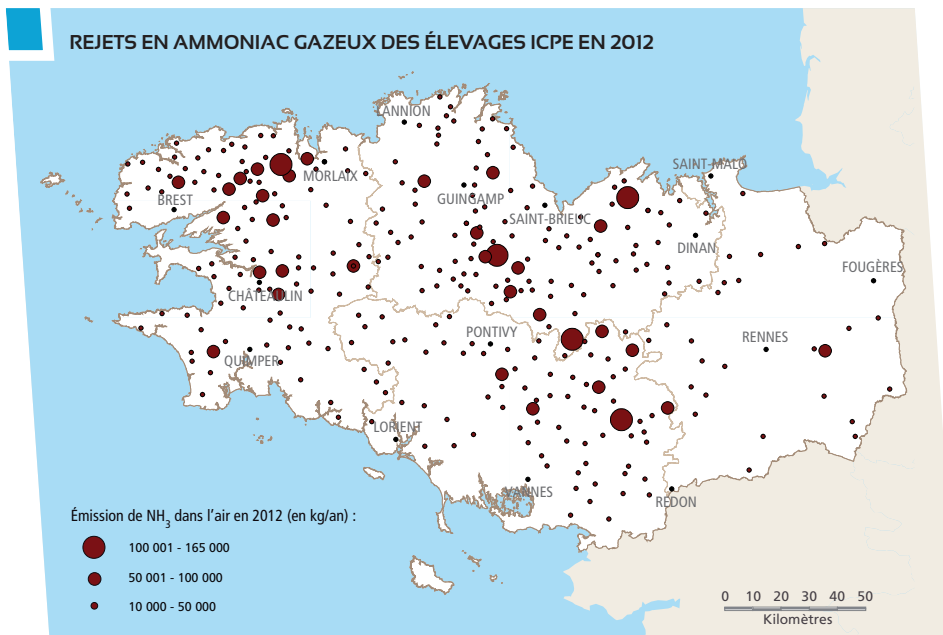 REJETS EN AMMONIAC GAZEUX DES ÉLEVAGES ICPE EN 2012
LANNION
SAINT-MALO
MORLAIX
BREST
GUINGAMP
SAINT-BRIEUC
DINAN
FOUGÈRES
CHÂTEAULIN
PONTIVY
RENNES
QUIMPER
LORIENT
VANNES
REDON
Émission de NH3 dans l'air en 2012 (en kg/an) :
100 001 - 165 000
50 001 - 100 000
10 000 - 50 000
0 10 20 30 40 50
Kilomètres